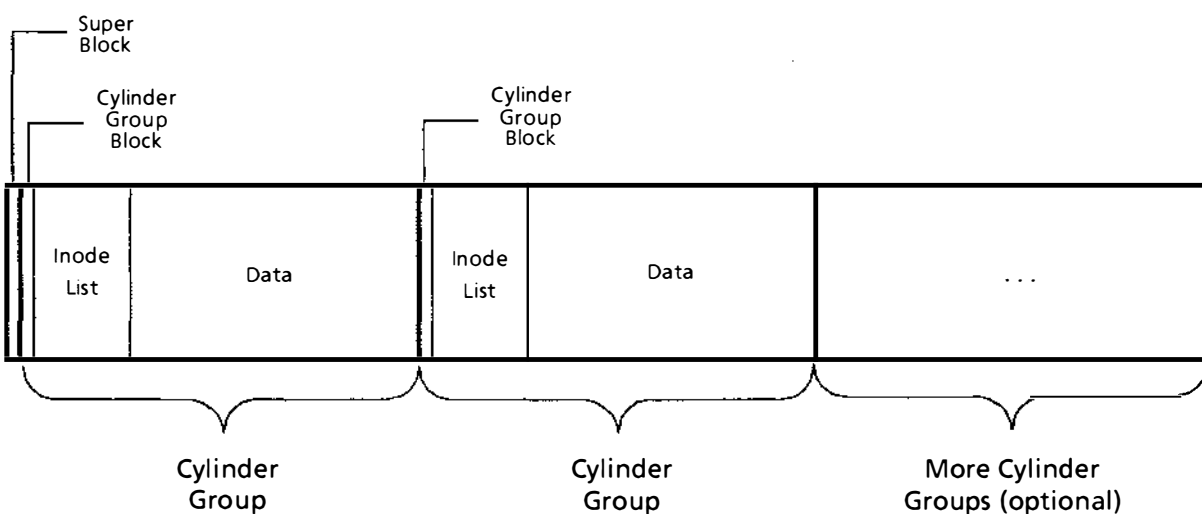 Super
Block
Cylinder
Group
Block
Cylinder
Group
Block
Inode
List
Data
Inode
List
Data
...
Cylinder
Group
Cylinder
Group
More Cylinder
Groups (optional)